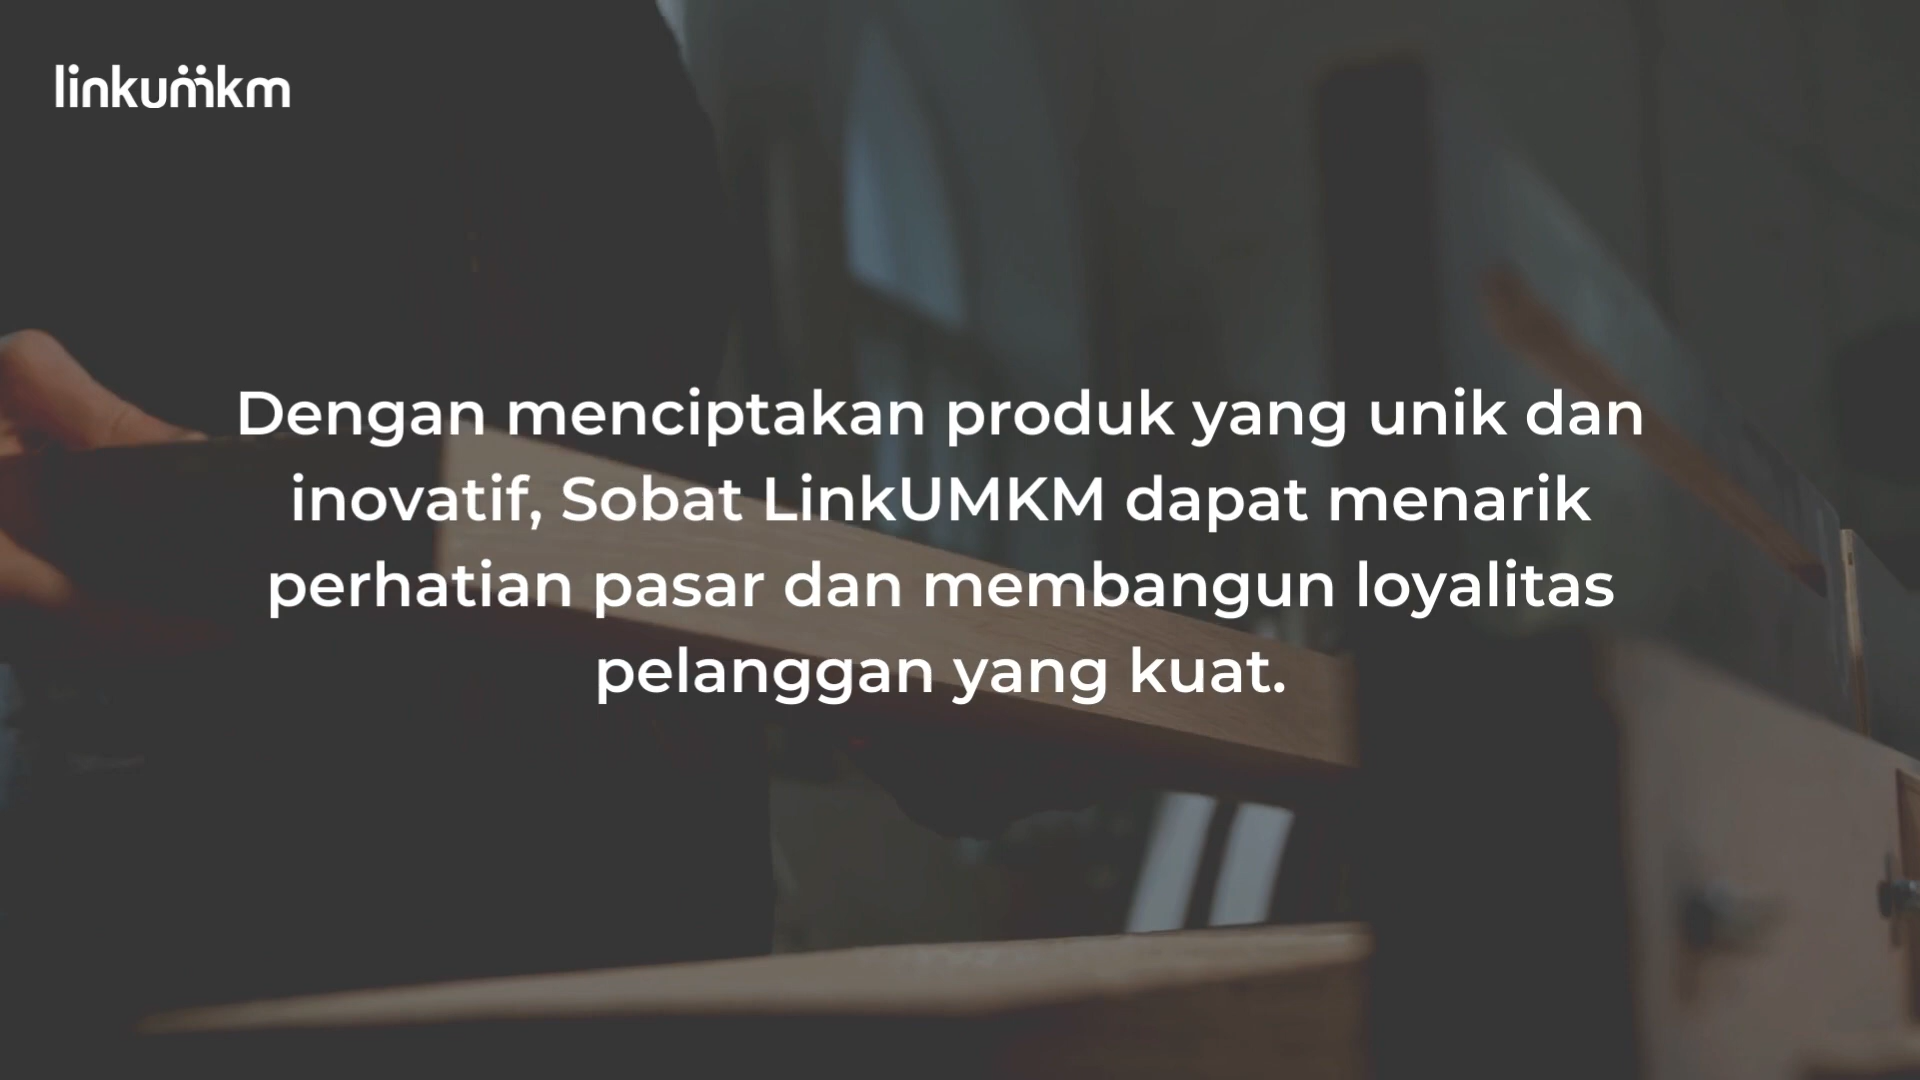 linkumkm
Dengan menciptakan produk yang unik dan
inovatif, Sobat LinkUMKM dapat menarik
perhatian pasar dan membangun loyalitas
pelanggan yang kuat.